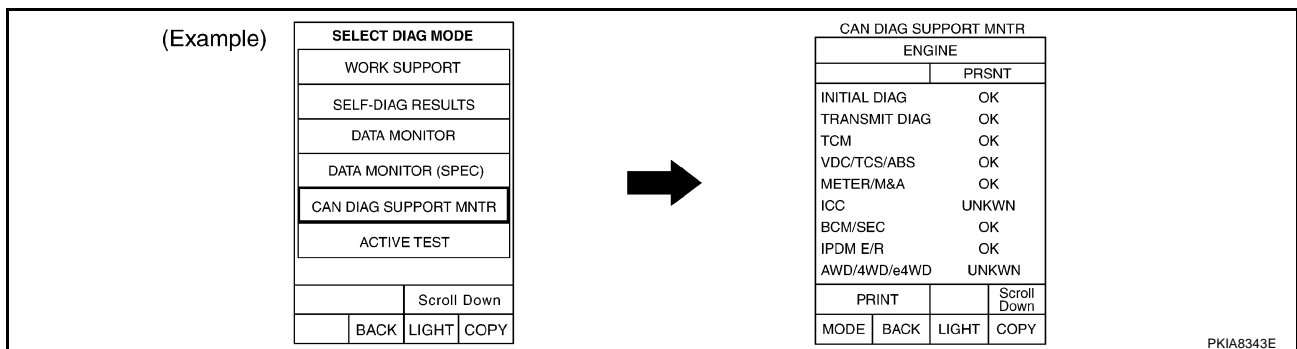 (Example)
SELECT DIAG MODE
WORK SUPPORT
SELF-DIAG RESULTS
DATA MONITOR
DATA MONITOR (SPEC)
CAN DIAG SUPPORT MNTR
ACTIVE TEST
Scroll Down
BACK LIGHT COPY
CAN DIAG SUPPORT MNTR
ENGINE
PRSNT
INITIAL DIAG OK
TRANSMIT DIAG OK
TCM OK
VDC/TCS/ABS OK
METER/M&A OK
ICC UNKWN
BCM/SEC OK
IPDM E/R OK
AWD/4WD/e4WD UNKWN
PRINT Scroll
Down
MODE BACK LIGHT COPY
PKIA8343E